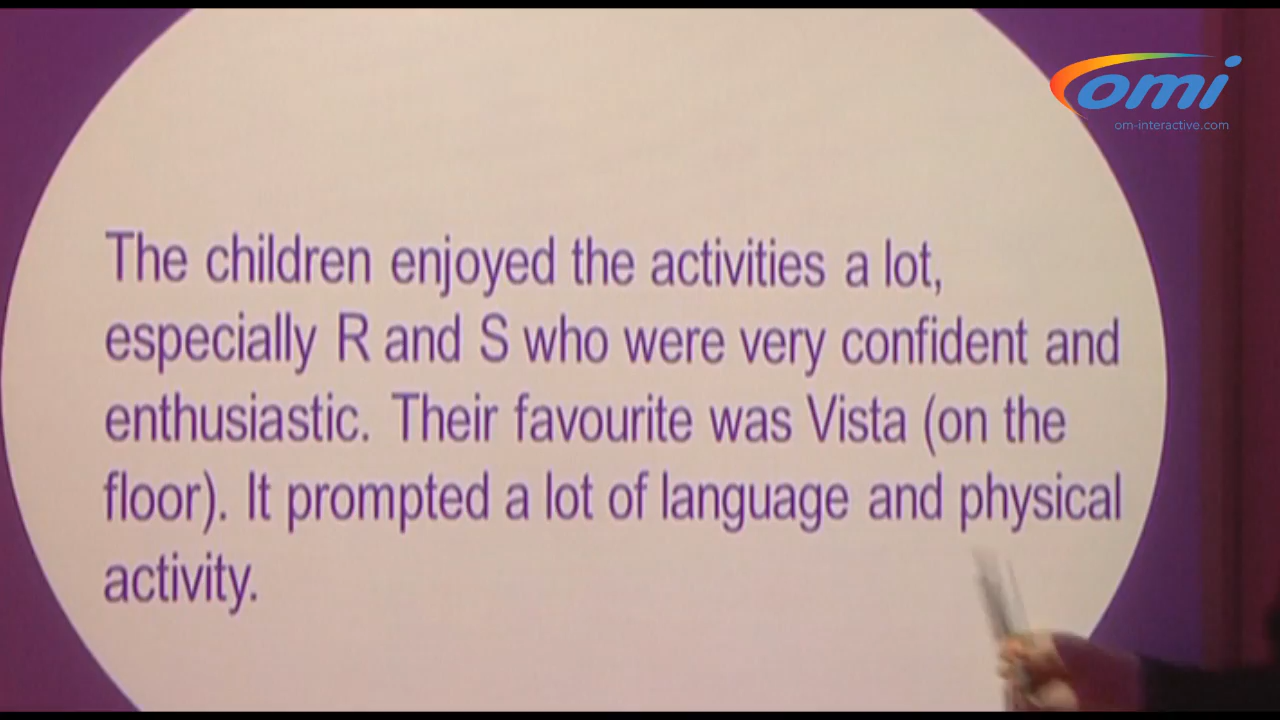 omi
om-interactive.com
The children enjoyed the activities a lot,
especially R and S who were very confident and
enthusiastic. Their favourite was Vista (on the
floor). It prompted a lot of language and physical
activity.